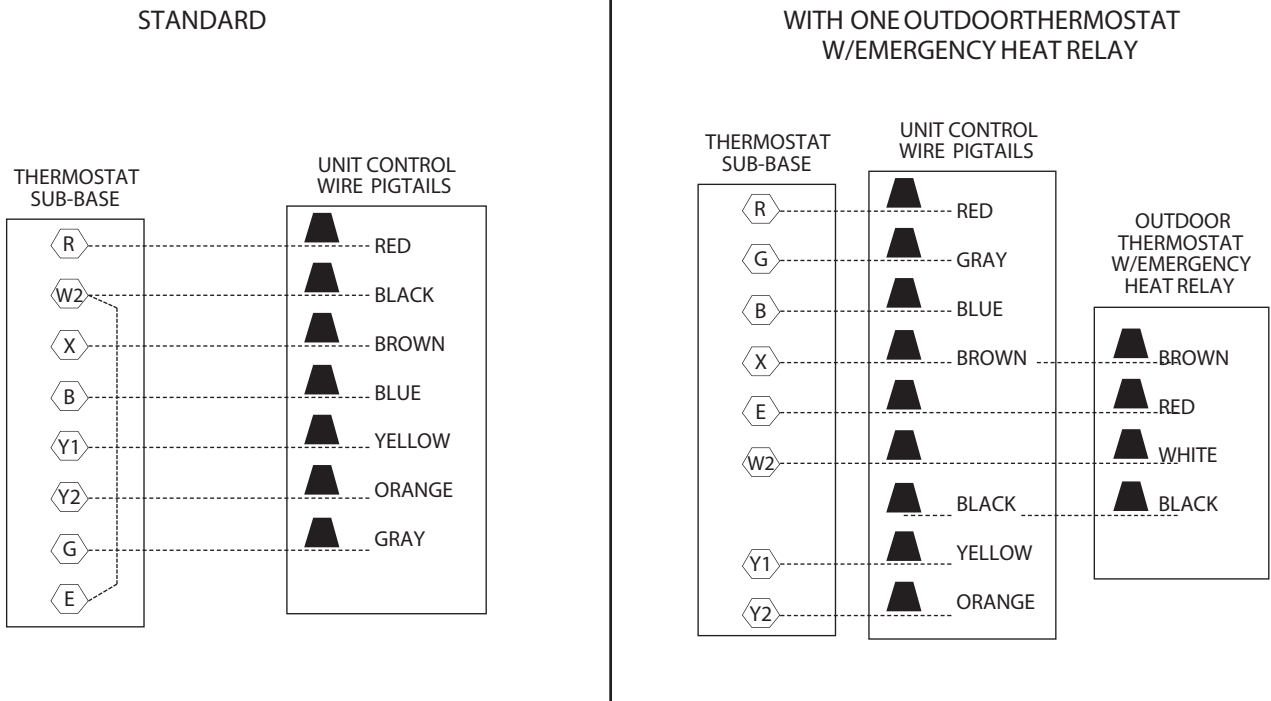 STANDARD
THERMOSTAT
SUB-BASE
UNIT CONTROL
WIRE PIGTAILS
R
RED
W2
BLACK
X
BROWN
B
BLUE
Y1
YELLOW
Y2
ORANGE
G
GRAY
E
WITH ONE OUTDOORTHERMOSTAT
W/EMERGENCY HEAT RELAY
THERMOSTAT
SUB-BASE
UNIT CONTROL
WIRE PIGTAILS
OUTDOOR
THERMOSTAT
W/EMERGENCY
HEAT RELAY
R
RED
G
GRAY
B
BLUE
X
BROWN
BROWN
E
RED
W2
WHITE
BLACK
BLACK
Y1
YELLOW
Y2
ORANGE